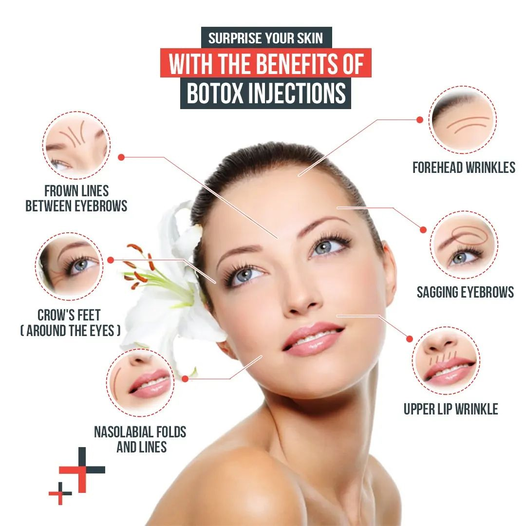 SURPRISE YOUR SKIN
WITH THE BENEFITS OF
BOTOX INJECTIONS
FROWN LINES
BETWEEN EYEBROWS
FOREHEAD WRINKLES
CROW'S FEET
( AROUND THE EYES )
SAGGING EYEBROWS
NASOLABIAL FOLDS
AND LINES
UPPER LIP WRINKLE